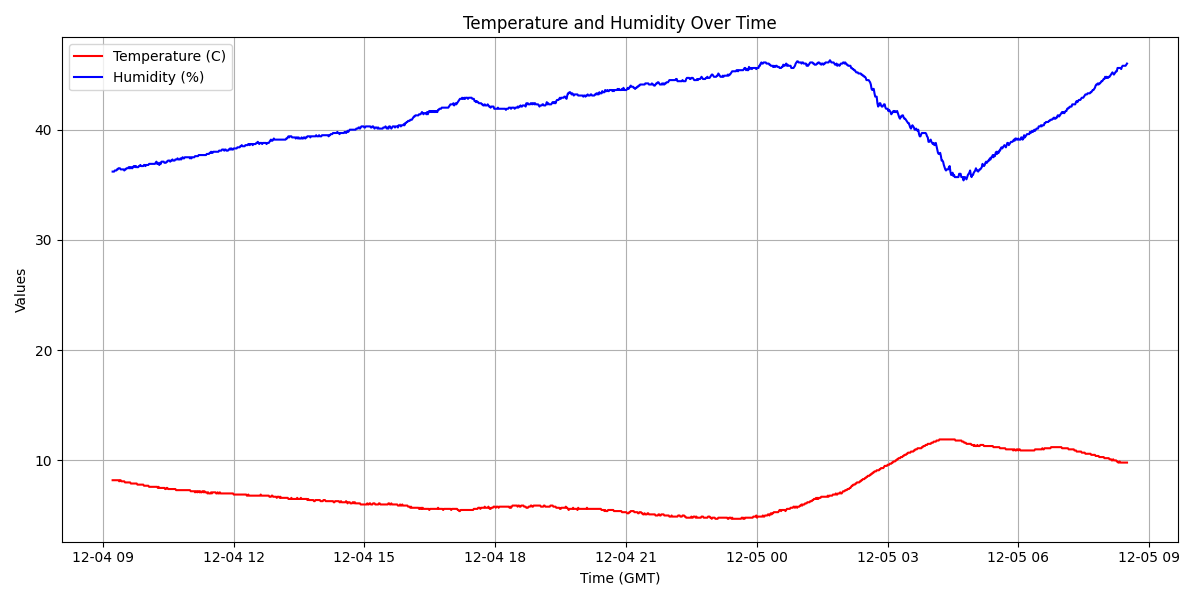 Temperature and Humidity Over Time
Temperature (C)
Humidity (%)
Values
40
30
20
10
12-04 09 12-04 12 12-04 15 12-04 18 12-04 21 12-05 00 12-05 03 12-05 06 12-05 09
Time (GMT)